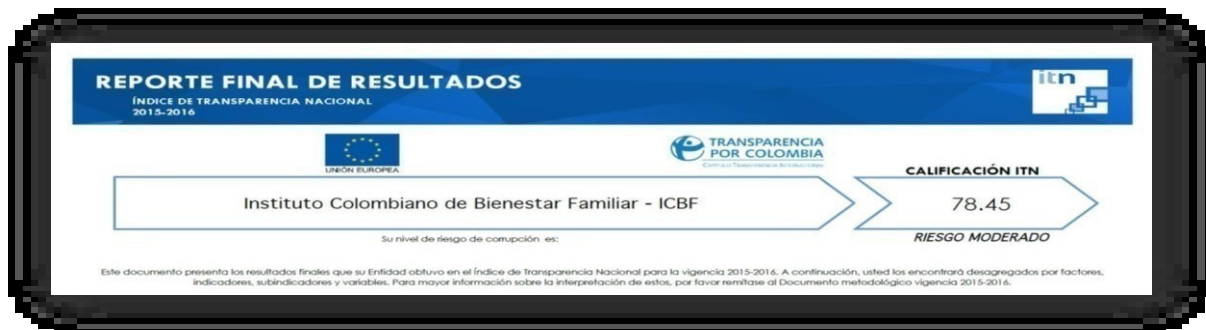 REPORTE FINAL DE RESULTADOS
ÍNDICE DE TRANSPARENCIA NACIONAL
2015-2016
itn
UNIÓN EUROPEA
TRANSPARENCIA
POR COLOMBIA
CAPÍTULO TRANSPARENCIA INTERNACIONAL
CALIFICACIÓN ITN
Instituto Colombiano de Bienestar Familiar - ICBF
78.45
Su nivel de riesgo de corrupción es:
RIESGO MODERADO
Este documento presenta los resultados finales que su Entidad obtuvo en el Índice de Transparencia Nacional para la vigencia 2015-2016. A continuación, usted los encontrará desagregados por factores,
indicadores, subindicadores y variables. Para mayor información sobre la interpretación de estos, por favor remítase al Documento metodológico vigencia 2015-2016.